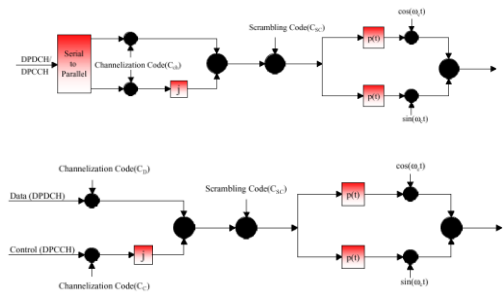 cos(ω_c t)
Scrambling Code(C_SC)
Serial
to
Parallel
p(t)
DPDCH/
DPCCH
Channelization Code(C_ch)
j
p(t)
sin(ω_c t)
cos(ω_c t)
Channelization Code(C_D)
Scrambling Code(C_SC)
Data (DPDCH)
p(t)
Control (DPCCH)
j
p(t)
Channelization Code(C_C)
sin(ω_c t)